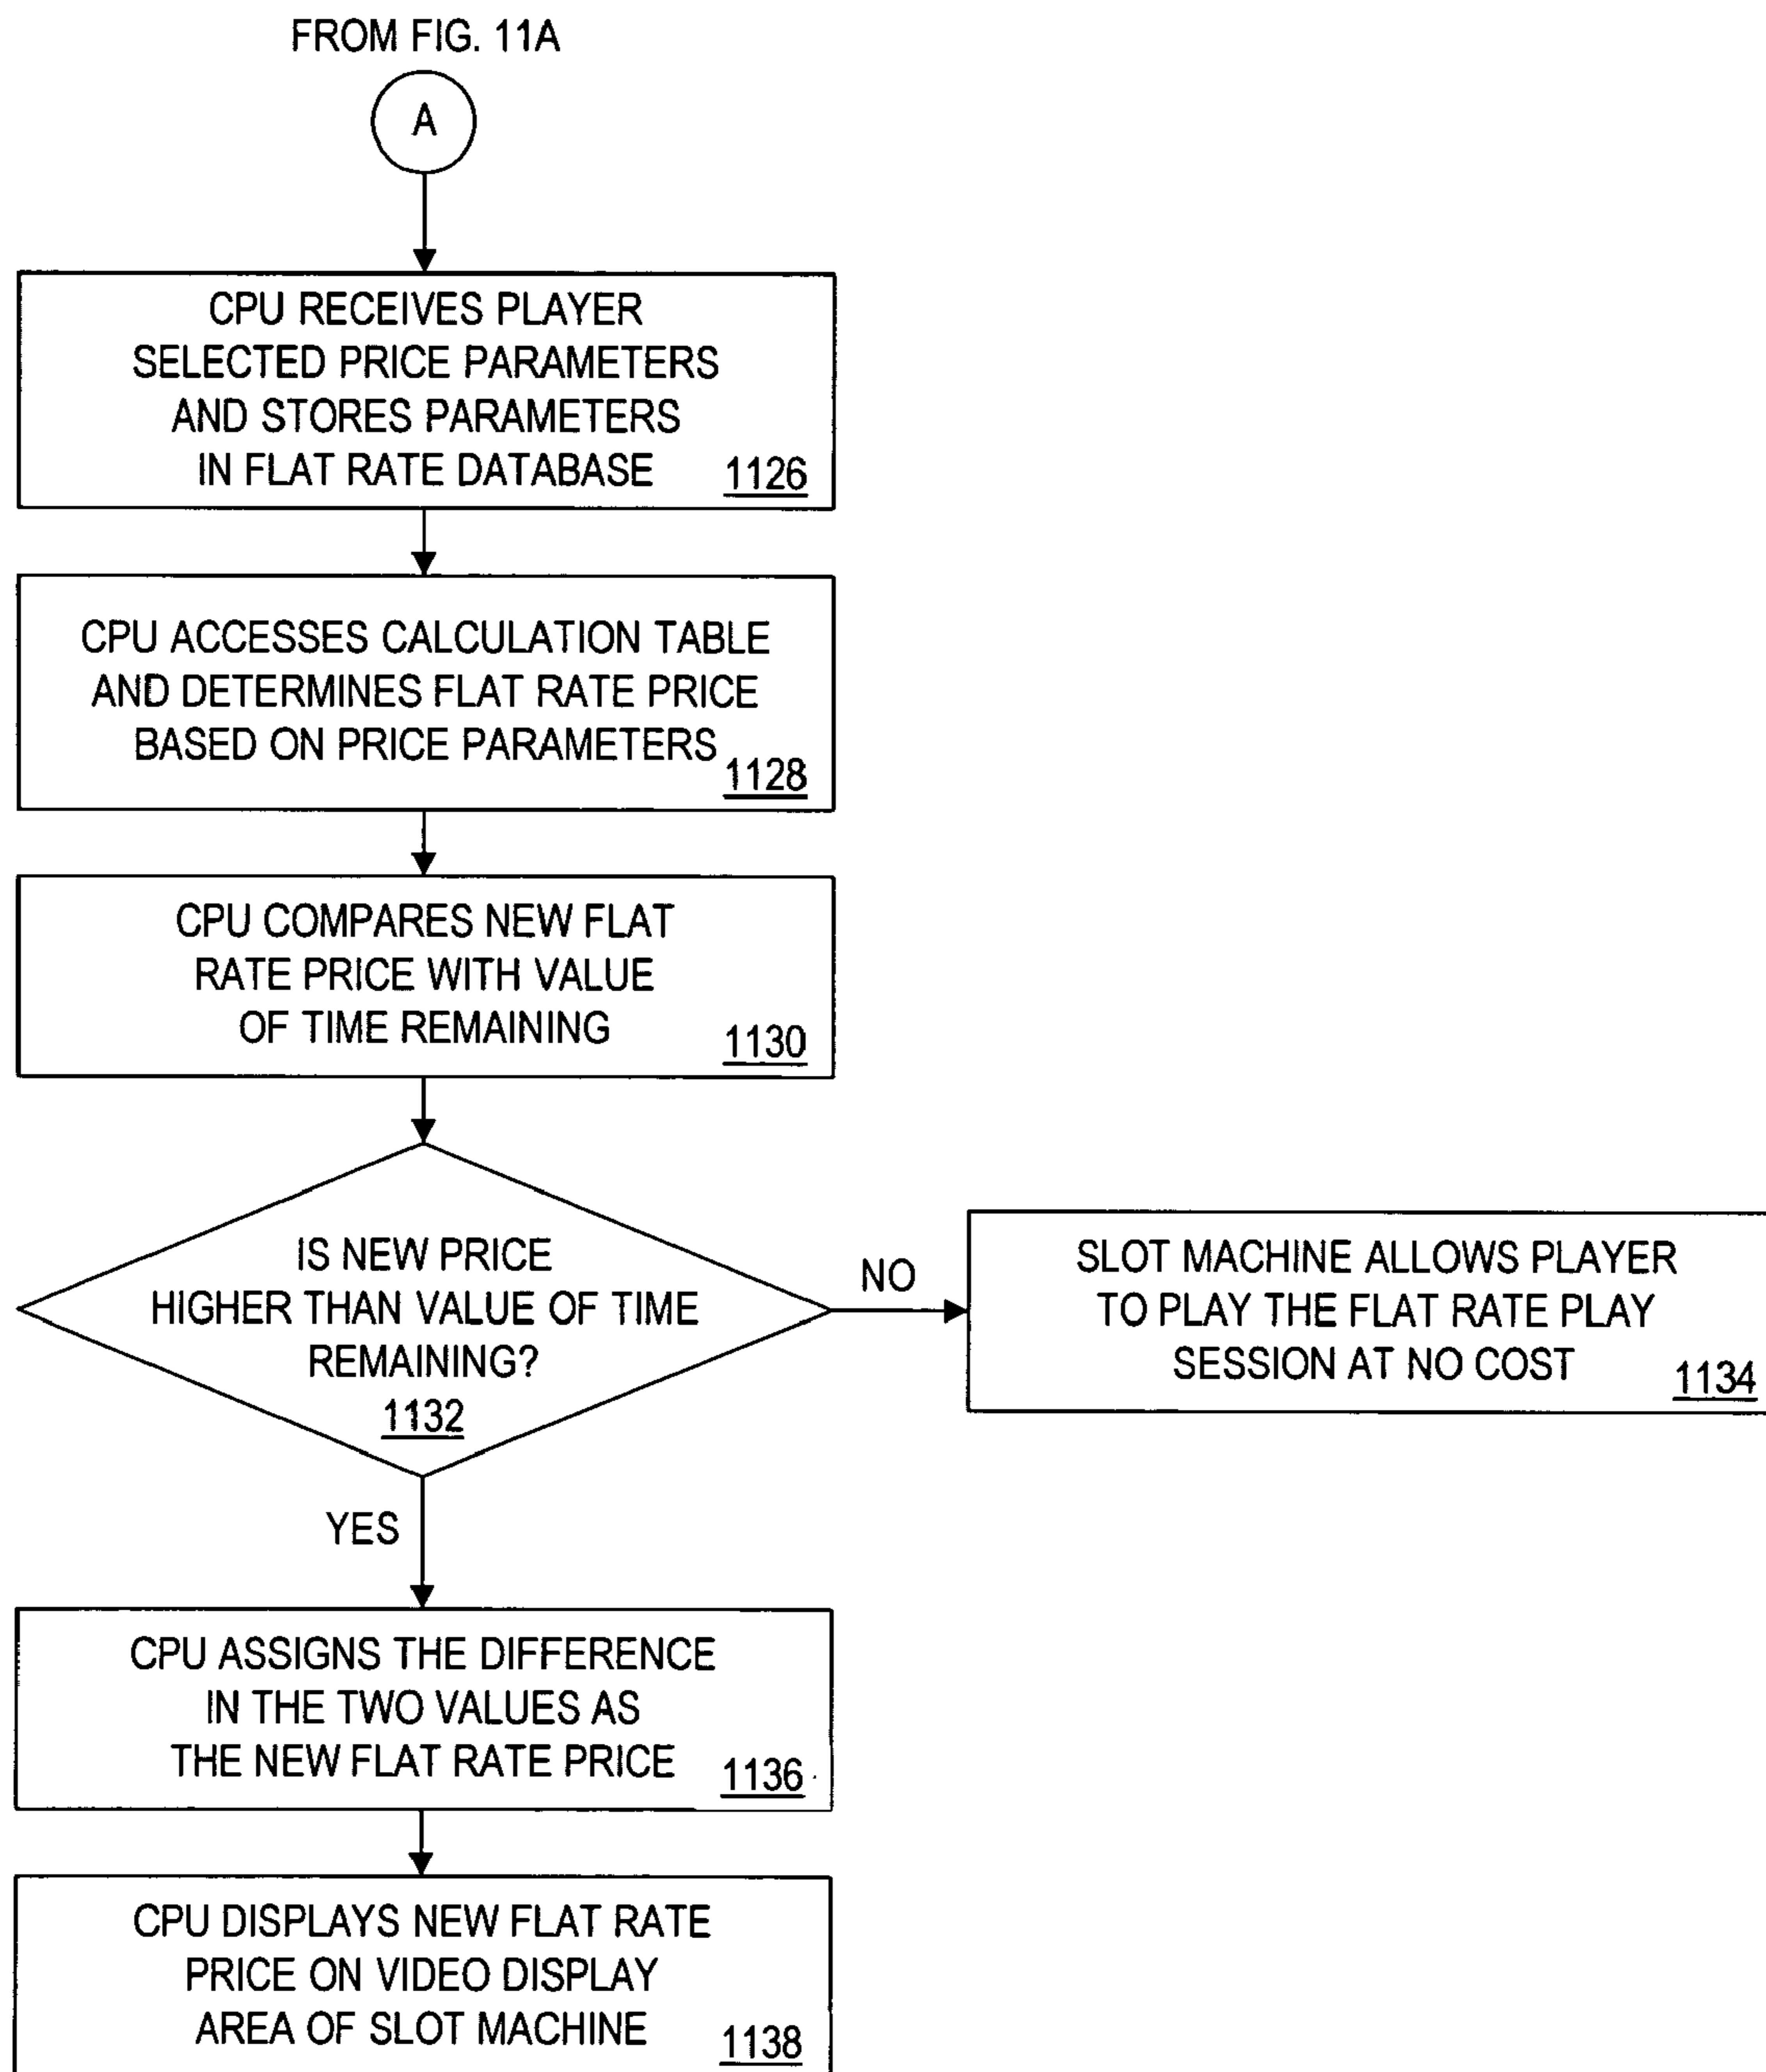 FROM FIG. 11A
A
CPU RECEIVES PLAYER
SELECTED PRICE PARAMETERS
AND STORES PARAMETERS
IN FLAT RATE DATABASE 1126
CPU ACCESSES CALCULATION TABLE
AND DETERMINES FLAT RATE PRICE
BASED ON PRICE PARAMETERS 1128
CPU COMPARES NEW FLAT
RATE PRICE WITH VALUE
OF TIME REMAINING 1130
IS NEW PRICE
HIGHER THAN VALUE OF TIME
REMAINING?
1132
NO
SLOT MACHINE ALLOWS PLAYER
TO PLAY THE FLAT RATE PLAY
SESSION AT NO COST 1134
YES
CPU ASSIGNS THE DIFFERENCE
IN THE TWO VALUES AS
THE NEW FLAT RATE PRICE 1136
CPU DISPLAYS NEW FLAT RATE
PRICE ON VIDEO DISPLAY
AREA OF SLOT MACHINE 1138